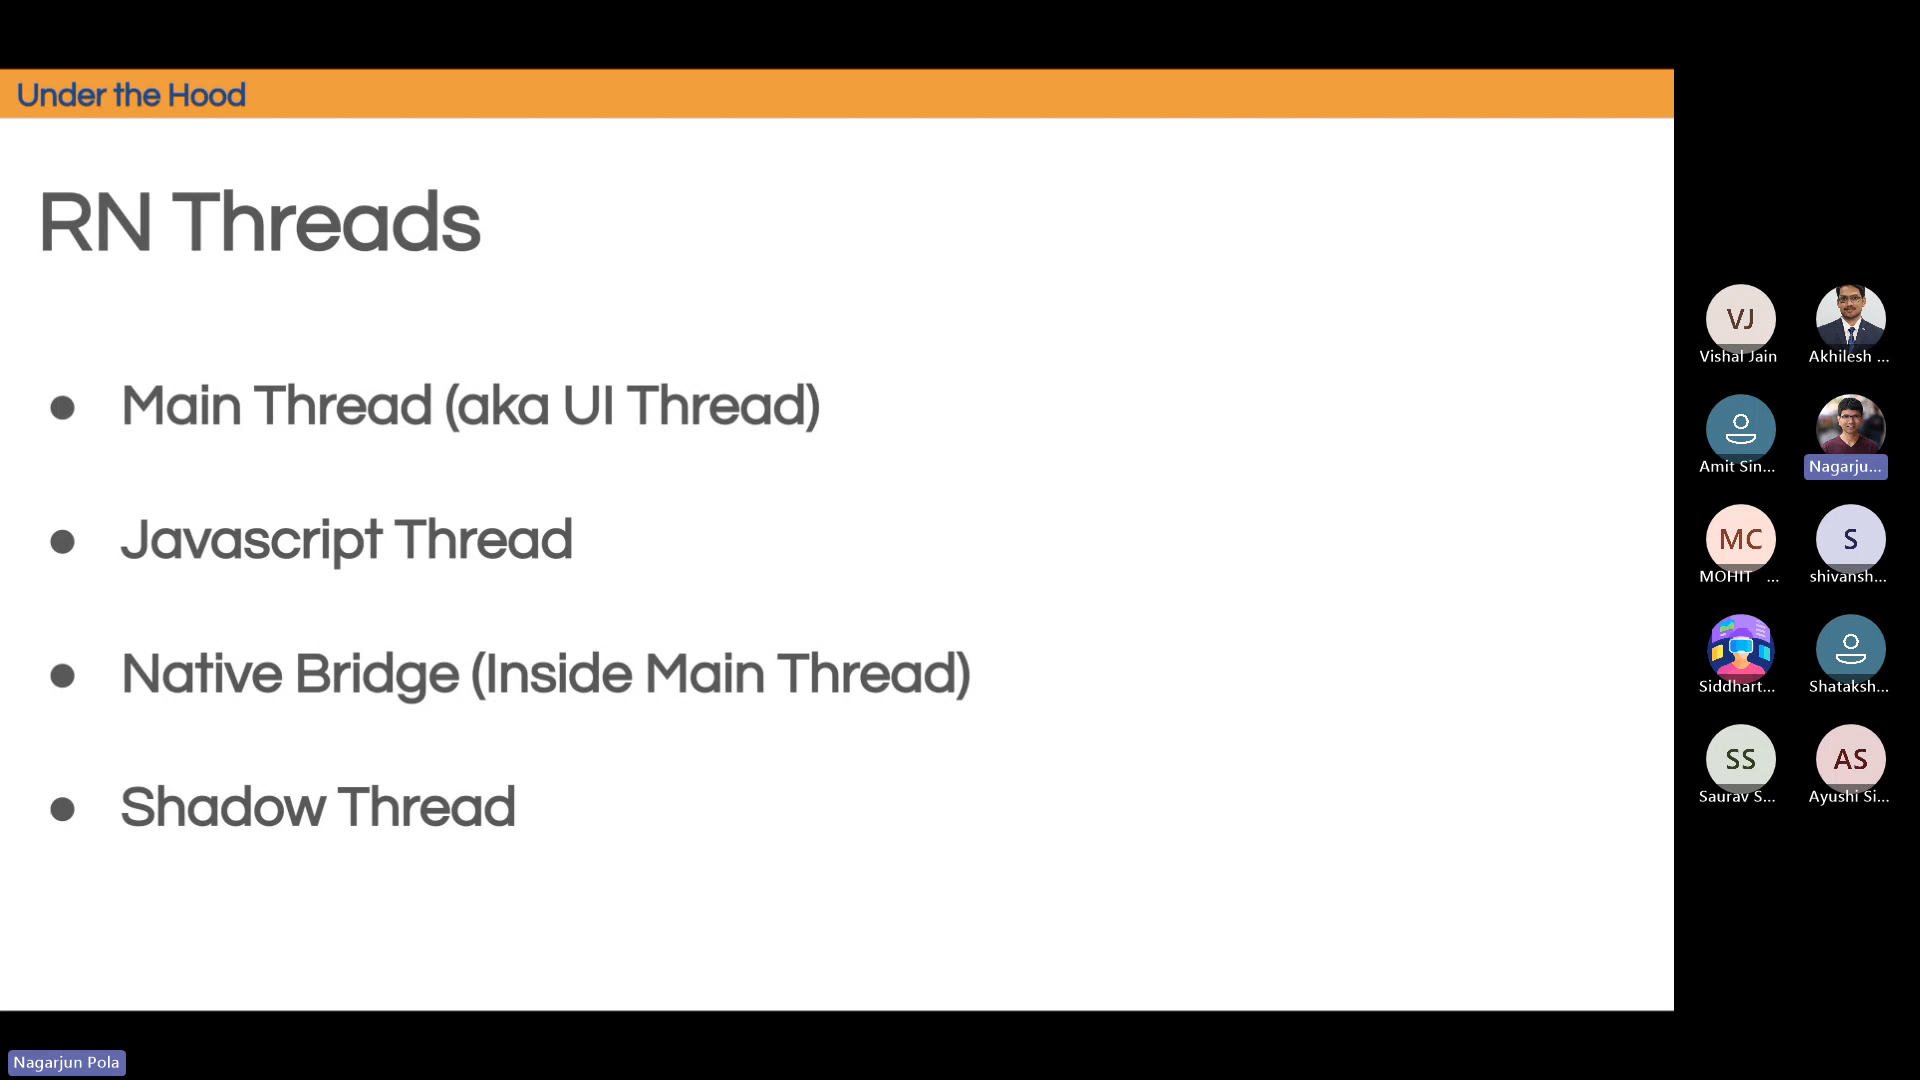 Under the Hood
RN Threads
● Main Thread (aka UI Thread)
● Javascript Thread
● Native Bridge (Inside Main Thread)
● Shadow Thread
VJ
Vishal Jain
Akhilesh ...
Amit Sin...
Nagarju...
MC
MOHIT ...
S
shivansh...
Siddhart...
Shataksh...
SS
Saurav S...
AS
Ayushi Si...
Nagarjun Pola